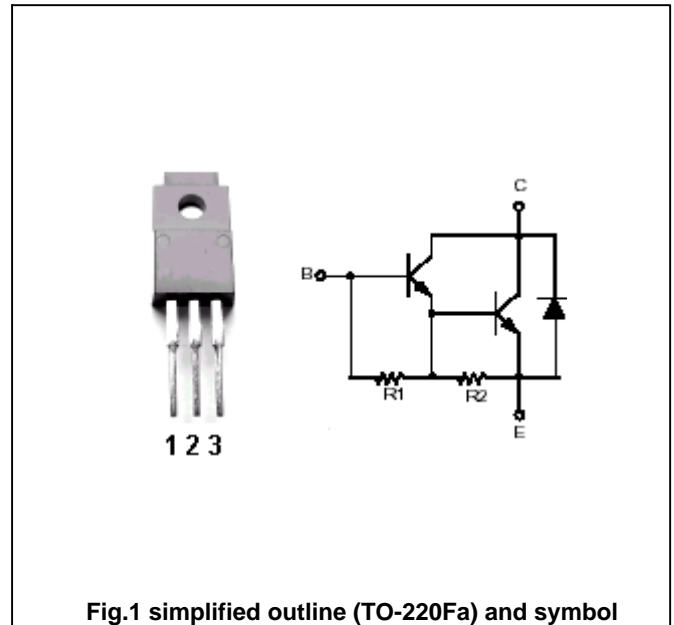 C
B
R1
R2
E
1 2 3
Fig.1 simplified outline (TO-220Fa) and symbol